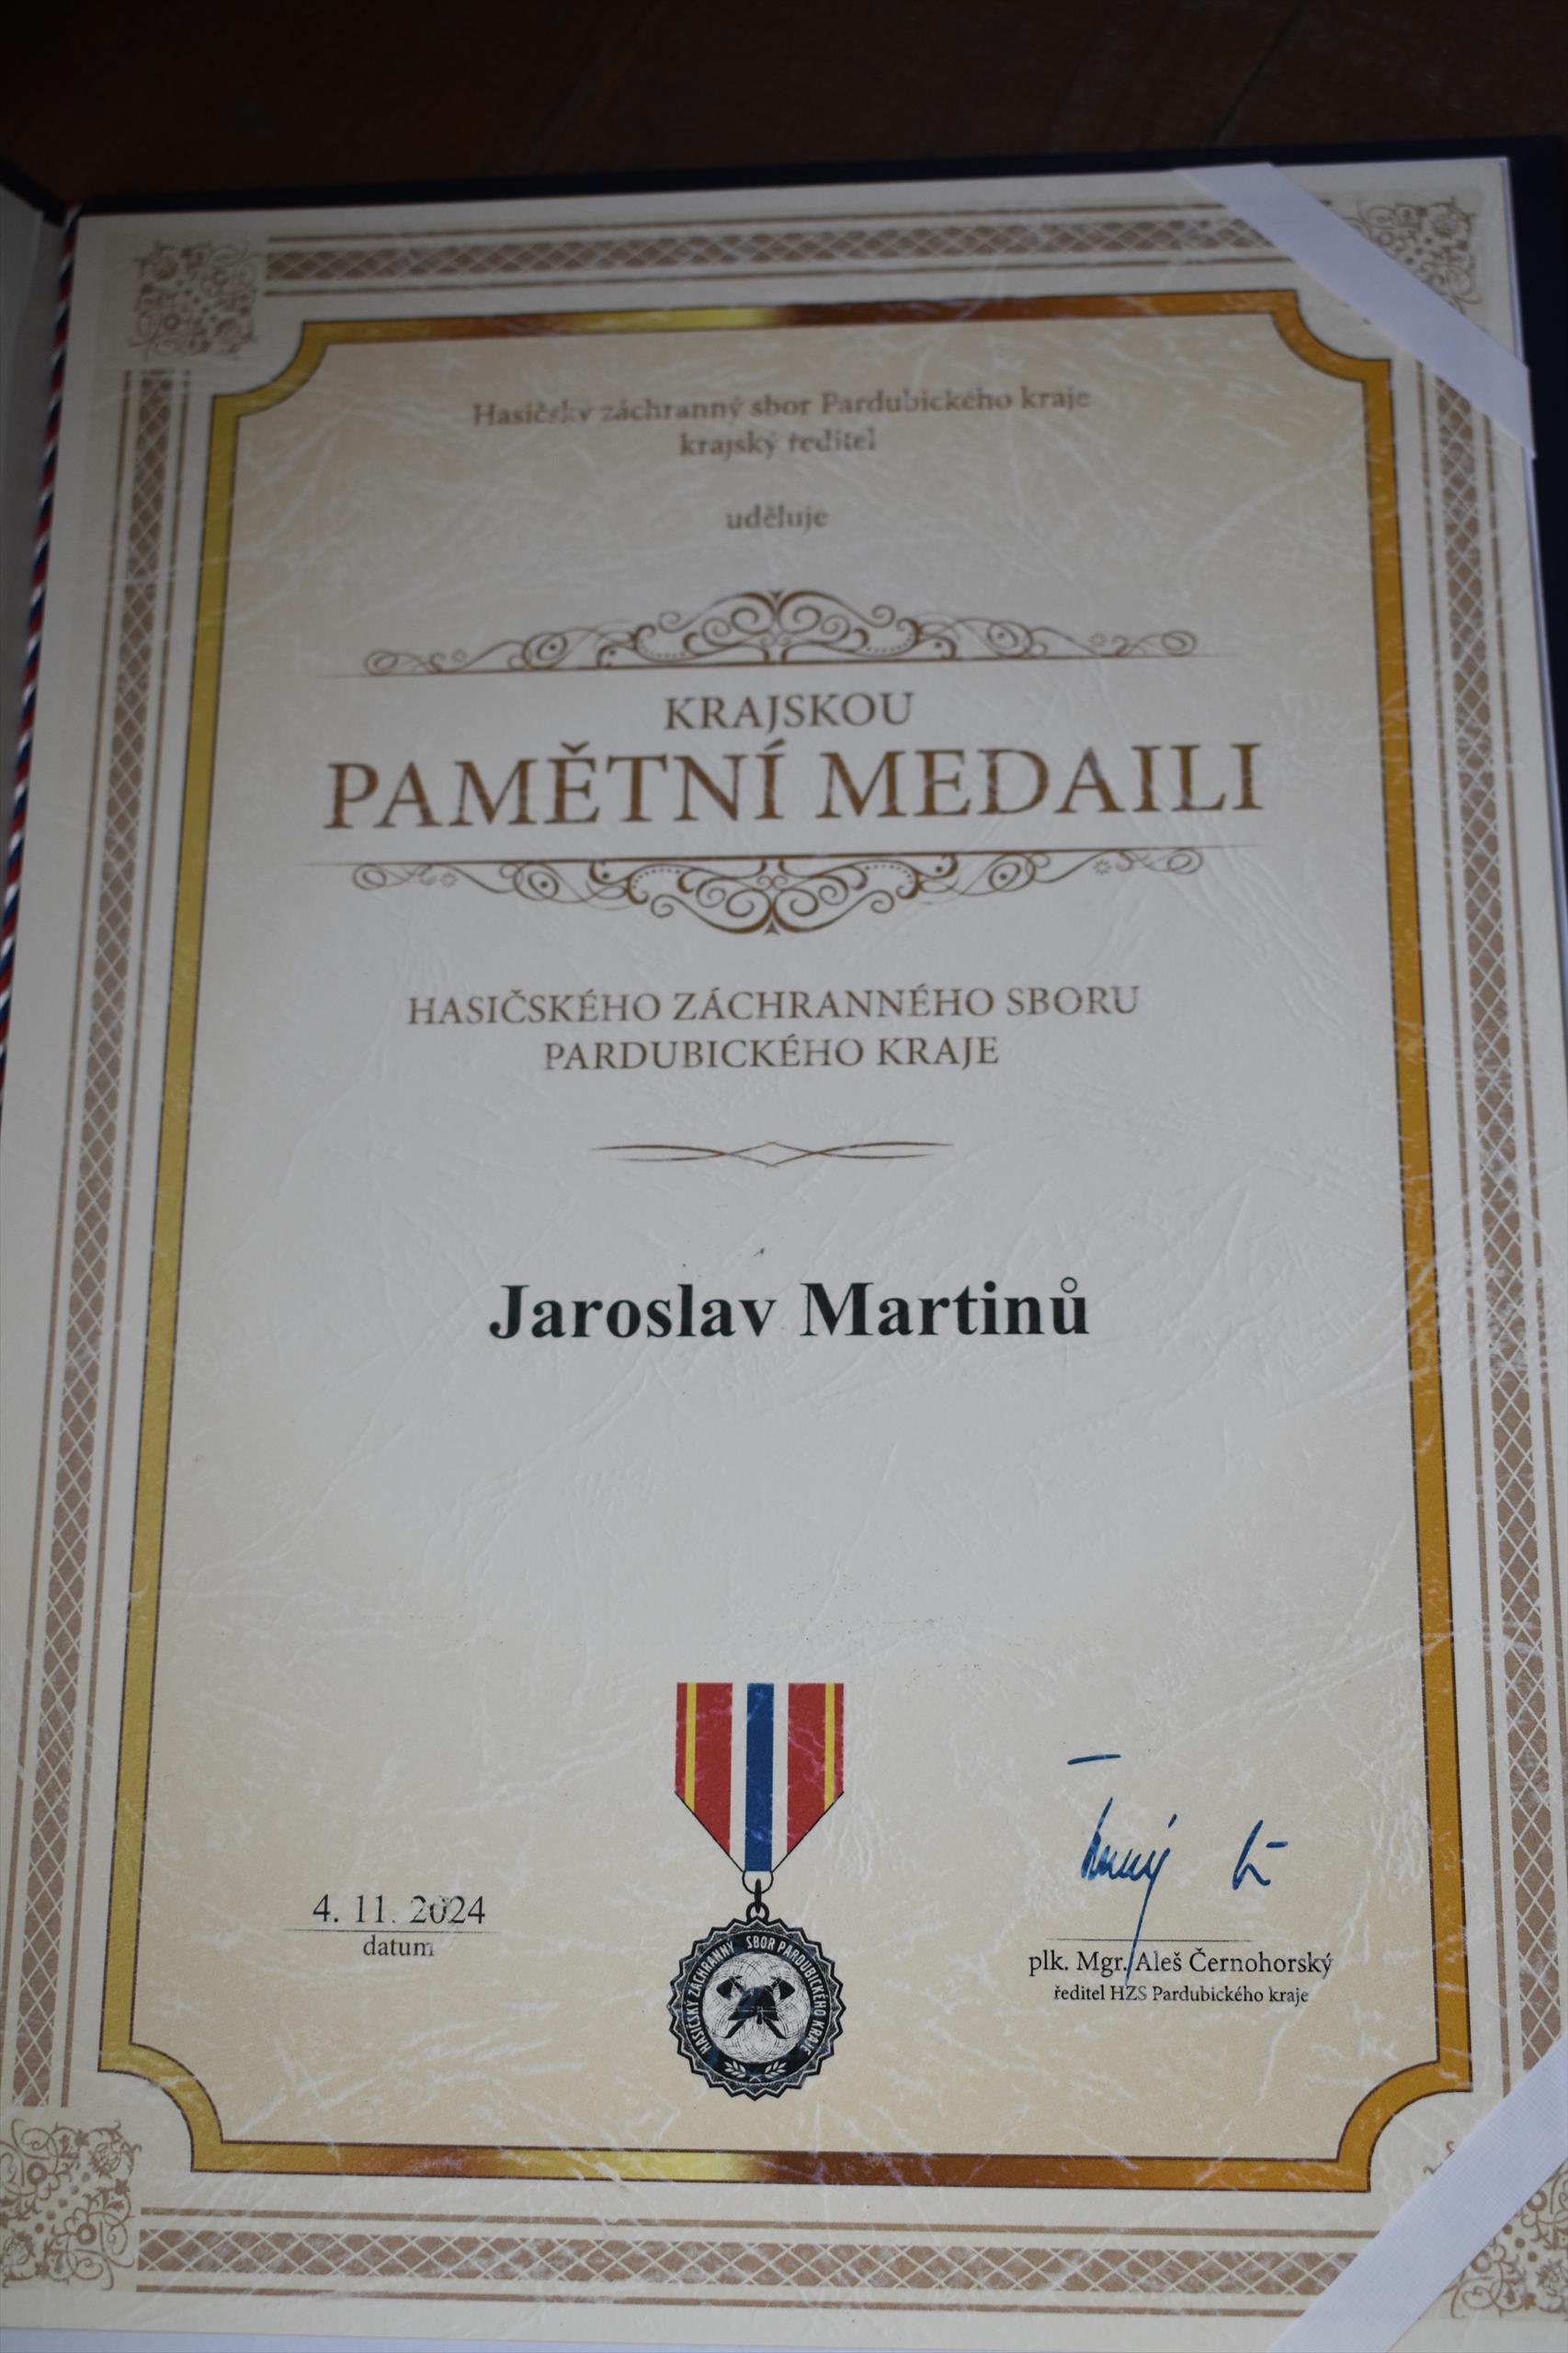 Hasičský záchranný sbor Pardubického kraje
krajský ředitel
uděluje
KRAJSKOU
PAMĚTNÍ MEDAILI
HASIČSKÉHO ZÁCHRANNÉHO SBORU
PARDUBICKÉHO KRAJE
Jaroslav Martinů
4. 11. 2024
datum
HASIČSKÝ ZÁCHRANNÝ SBOR PARDUBICKÉHO KRAJE
plk. Mgr. Aleš Černohorský
ředitel HZS Pardubického kraje